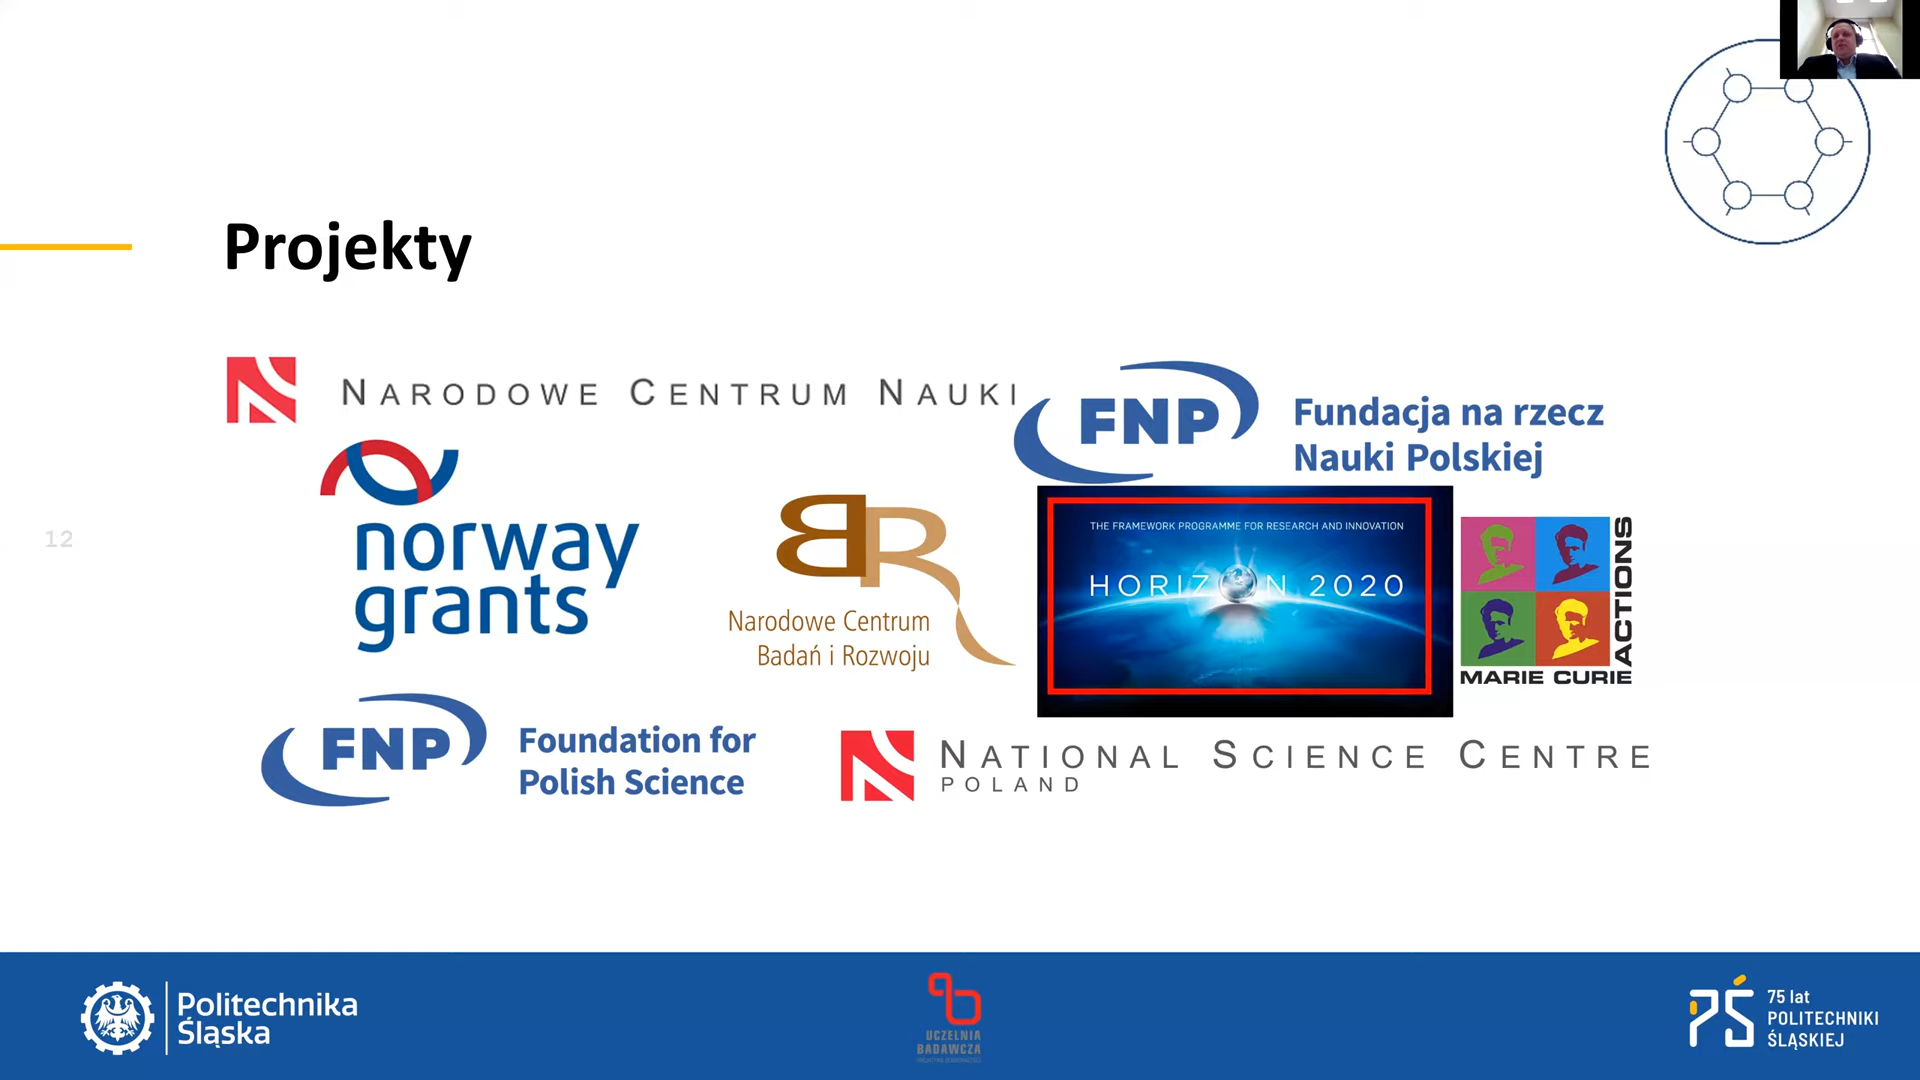 Projekty
NARODOWE CENTRUM NAUKI
FNP
Fundacja na rzecz
Nauki Polskiej
norway
grants
BR
Narodowe Centrum
Badań i Rozwoju
THE FRAMEWORK PROGRAMME FOR RESEARCH AND INNOVATION
HORIZON 2020
MARIE CURIE
ACTIONS
12
FNP
Foundation for
Polish Science
NATIONAL SCIENCE CENTRE
POLAND
Politechnika
Śląska
UCZELNIA
BADAWCZA
75 lat
POLITECHNIKI
ŚLĄSKIEJ